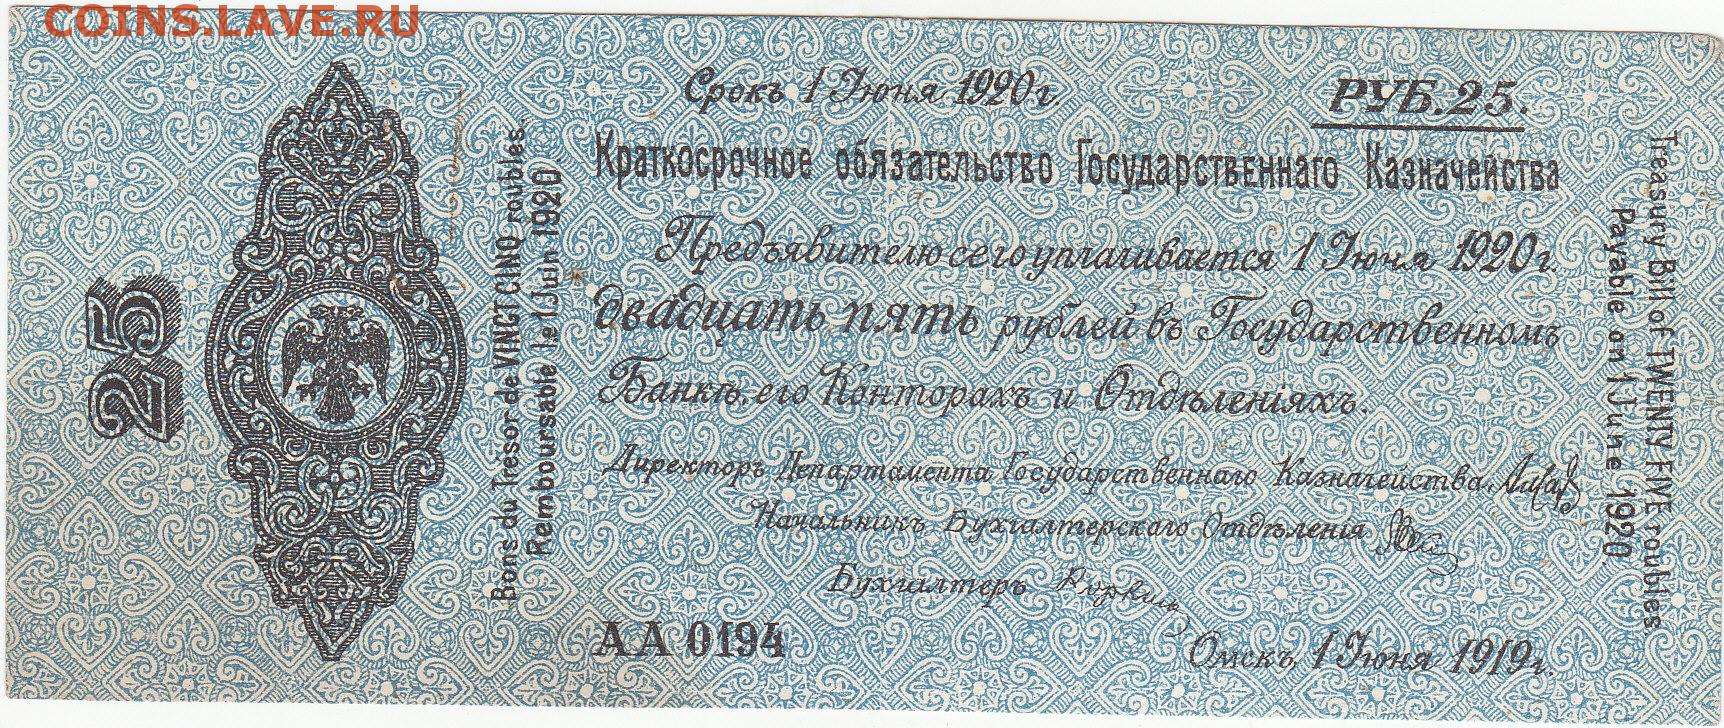 COINS.LAVE.RU
Срокъ 1 Июня 1920 г.
РУБ. 25.
Краткосрочное обязательство Государственнаго Казначейства
Предъявителю сего уплачивается 1 Июня 1920 г.
двадцать пять рублей въ Государственномъ
Банкѣ, его Конторахъ и Отдѣленіяхъ.
Директоръ Департамента Государственнаго Казначейства
Начальникъ Бухгалтерскаго Отдѣленія
Бухгалтеръ
АА 0194
Омскъ, 1 Июня 1919 г.
25
Bons du Trésor de VINGT CINQ roubles.
Remboursable le 1 Juin 1920
Treasury Bill of TWENTY FIVE roubles.
Payable on 1 June 1920